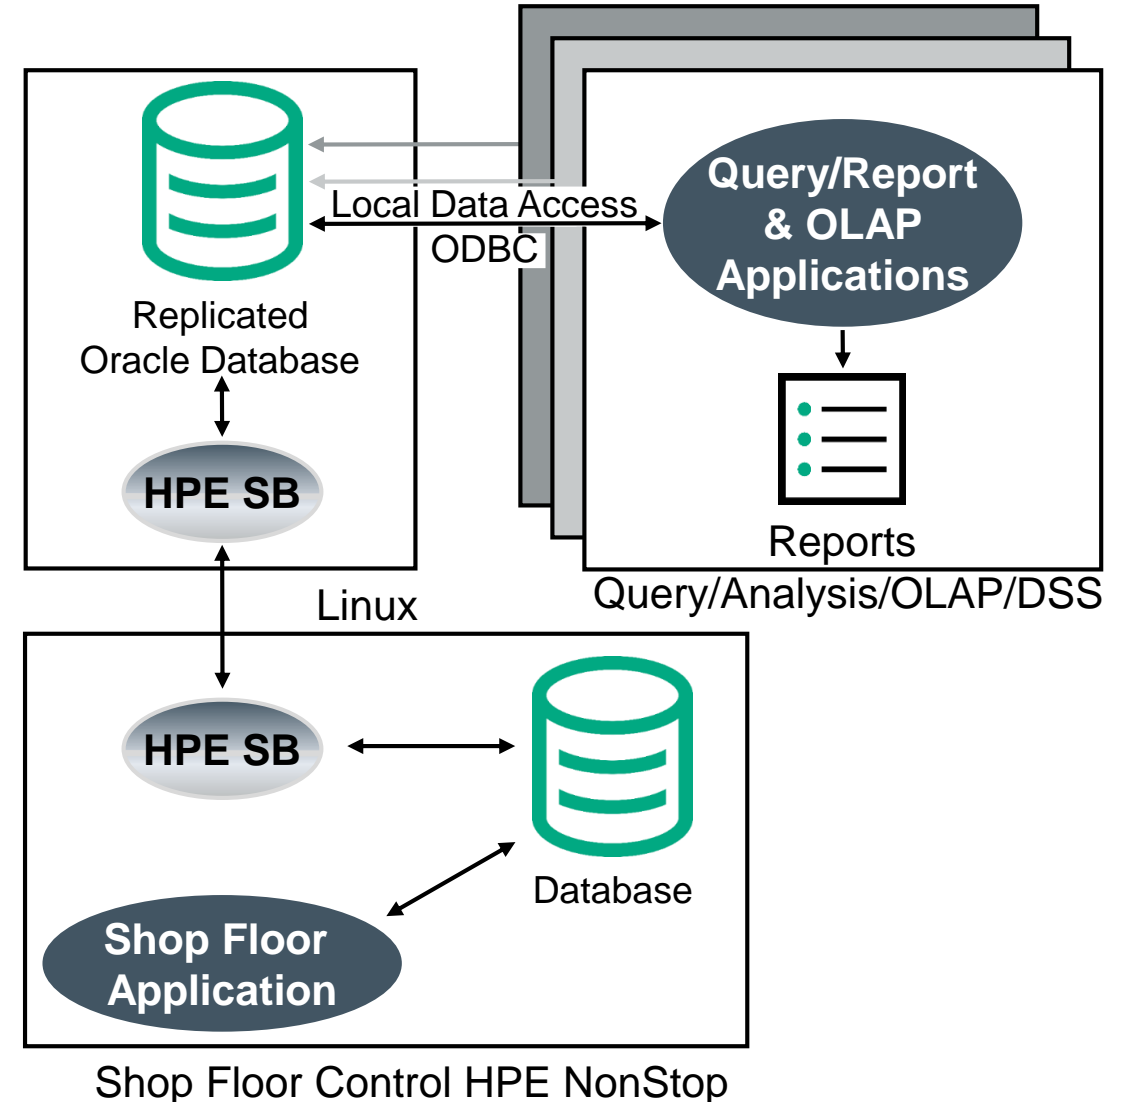 Query/Report
& OLAP
Applications
Local Data Access
ODBC
Replicated
Oracle Database
HPE SB
Reports
Linux
Query/Analysis/OLAP/DSS
HPE SB
Database
Shop Floor
Application
Shop Floor Control HPE NonStop